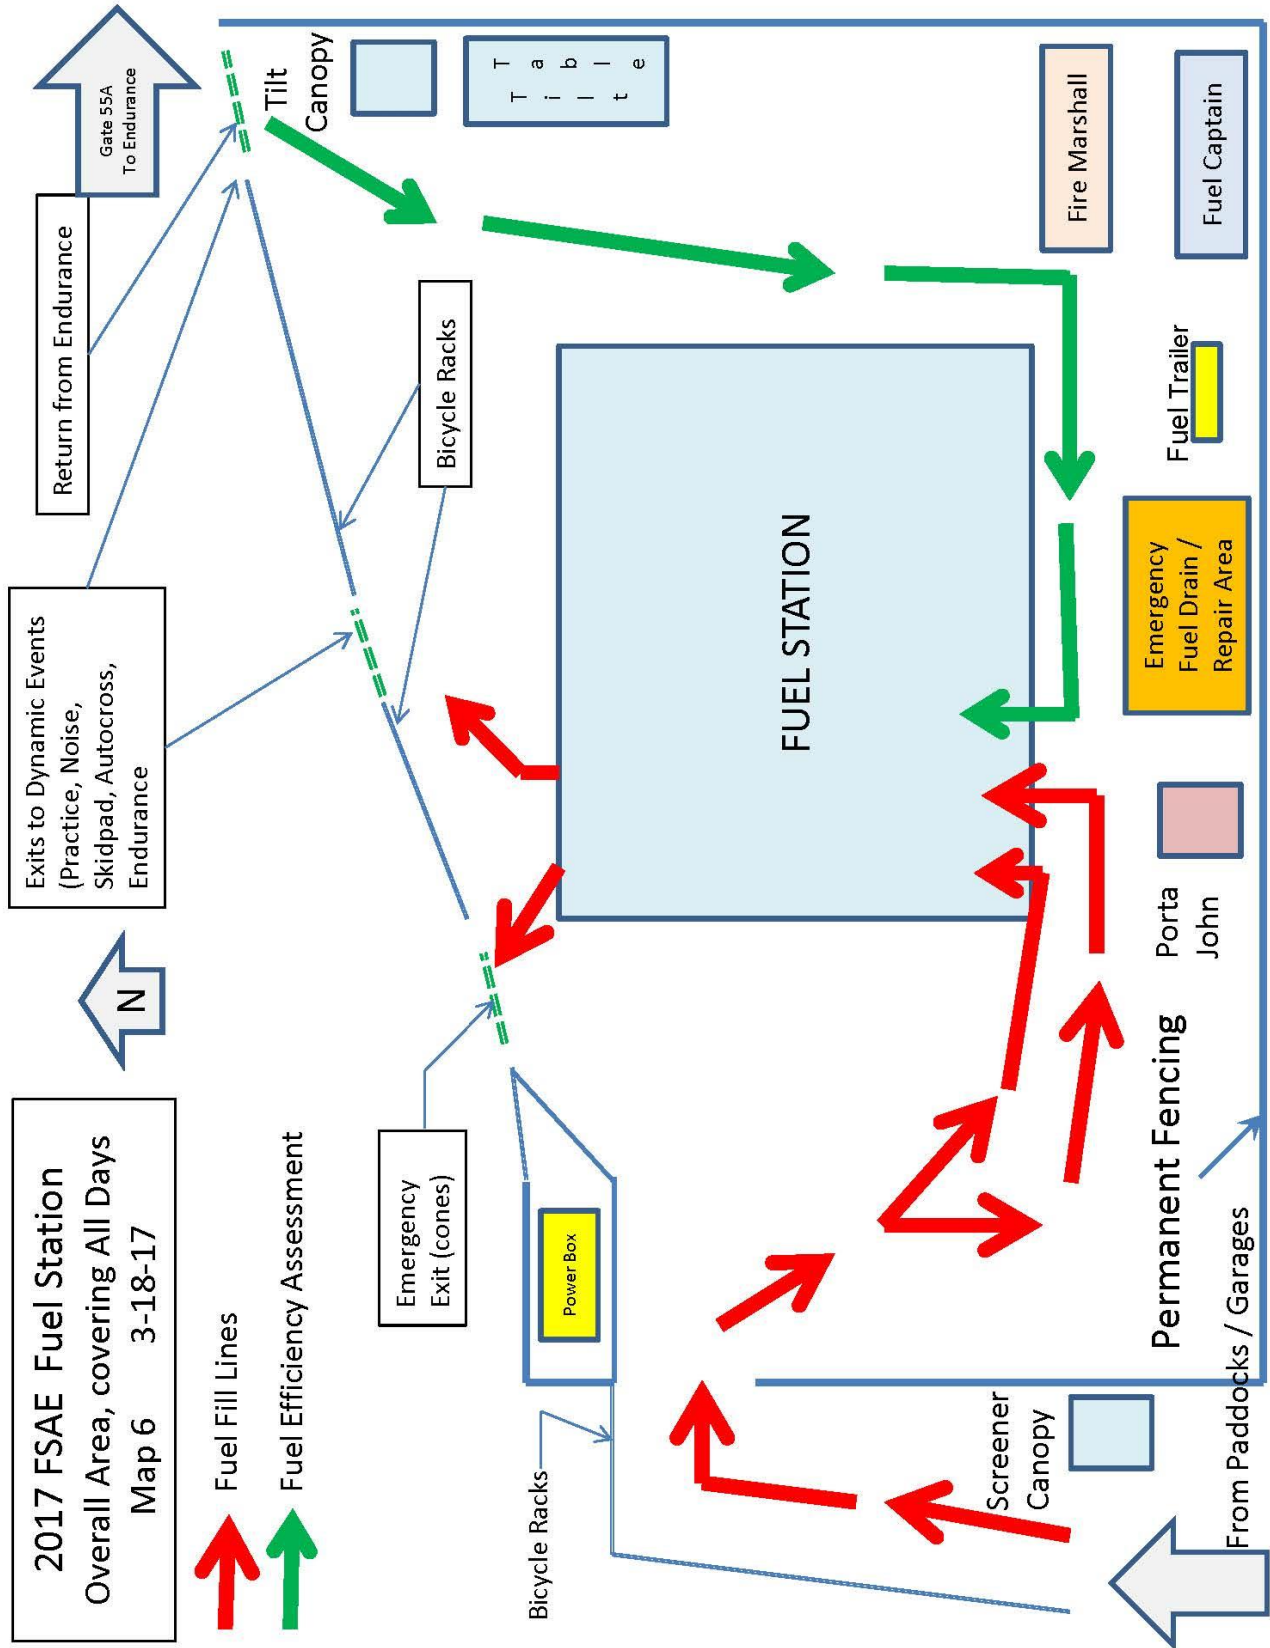 2017 FSAE Fuel Station
Overall Area, covering All Days
Map 6 3-18-17
N
Exits to Dynamic Events
(Practice, Noise,
Skidpad, Autocross,
Endurance
Return from Endurance
Gate 55A
To Endurance
Fuel Fill Lines
Fuel Efficiency Assessment
Emergency
Exit (cones)
Bicycle Racks
Tilt
Canopy
Bicycle Racks
Power Box
T T
a i
b l
l t
e
FUEL STATION
Screener
Canopy
Permanent Fencing
From Paddocks / Garages
Porta
John
Emergency
Fuel Drain /
Repair Area
Fuel Trailer
Fire Marshall
Fuel Captain